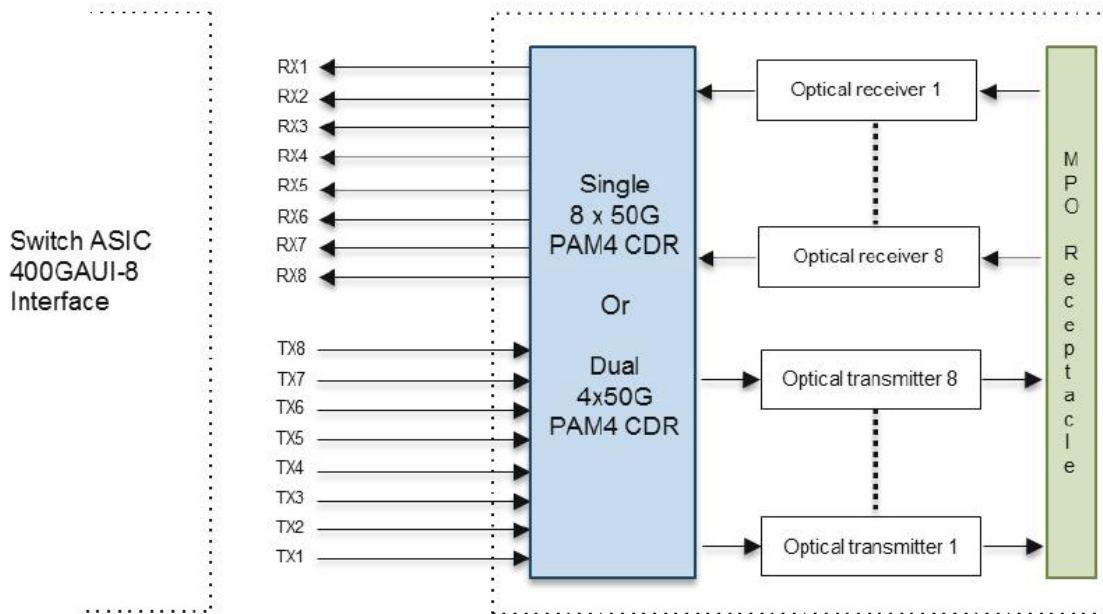 Switch ASIC
400GAUI-8
Interface
RX1
RX2
RX3
RX4
RX5
RX6
RX7
RX8
TX8
TX7
TX6
TX5
TX4
TX3
TX2
TX1
Single
8 x 50G
PAM4 CDR
Or
Dual
4x50G
PAM4 CDR
Optical receiver 1
Optical receiver 8
Optical transmitter 8
Optical transmitter 1
MPO Receptacle